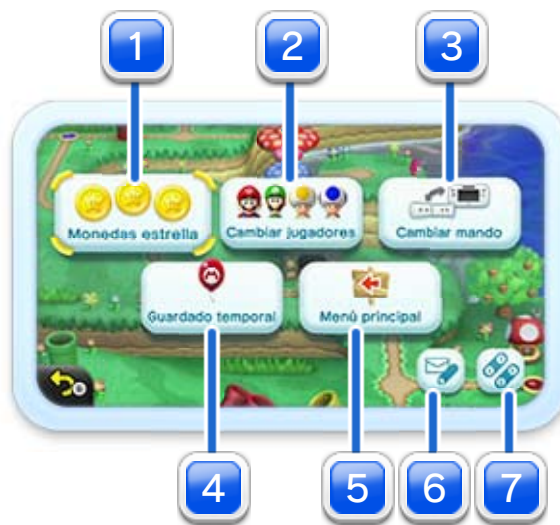 1 2 3
Monedas estrella
Cambiar jugadores
Cambiar mando
Guardado temporal
Menú principal
4 5 6 7